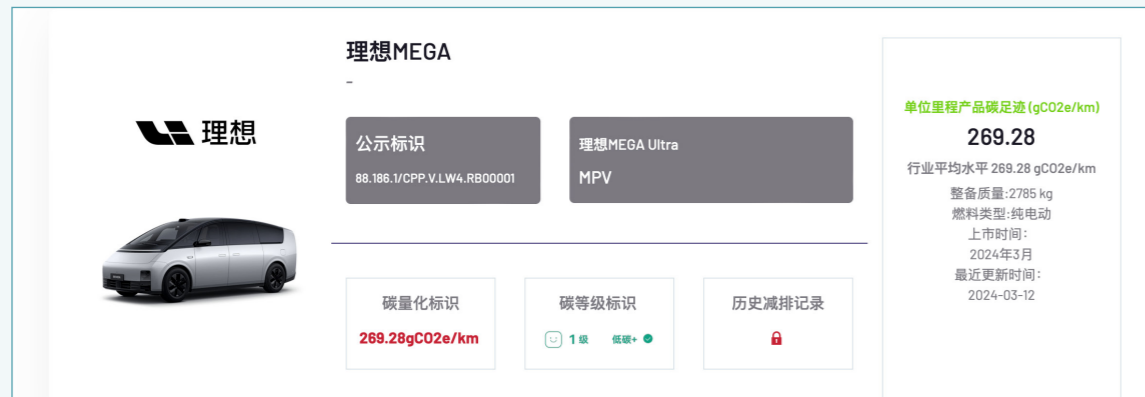 理想
理想MEGA
-
公示标识
88.186.1/CPP.V.LW4.RB00001
理想MEGA Ultra
MPV
碳量化标识
269.28gCO2e/km
碳等级标识
1级 低碳+
历史减排记录
单位里程产品碳足迹(gCO2e/km)
269.28
行业平均水平 269.28 gCO2e/km
整备质量:2785 kg
燃料类型:纯电动
上市时间:
2024年3月
最近更新时间:
2024-03-12